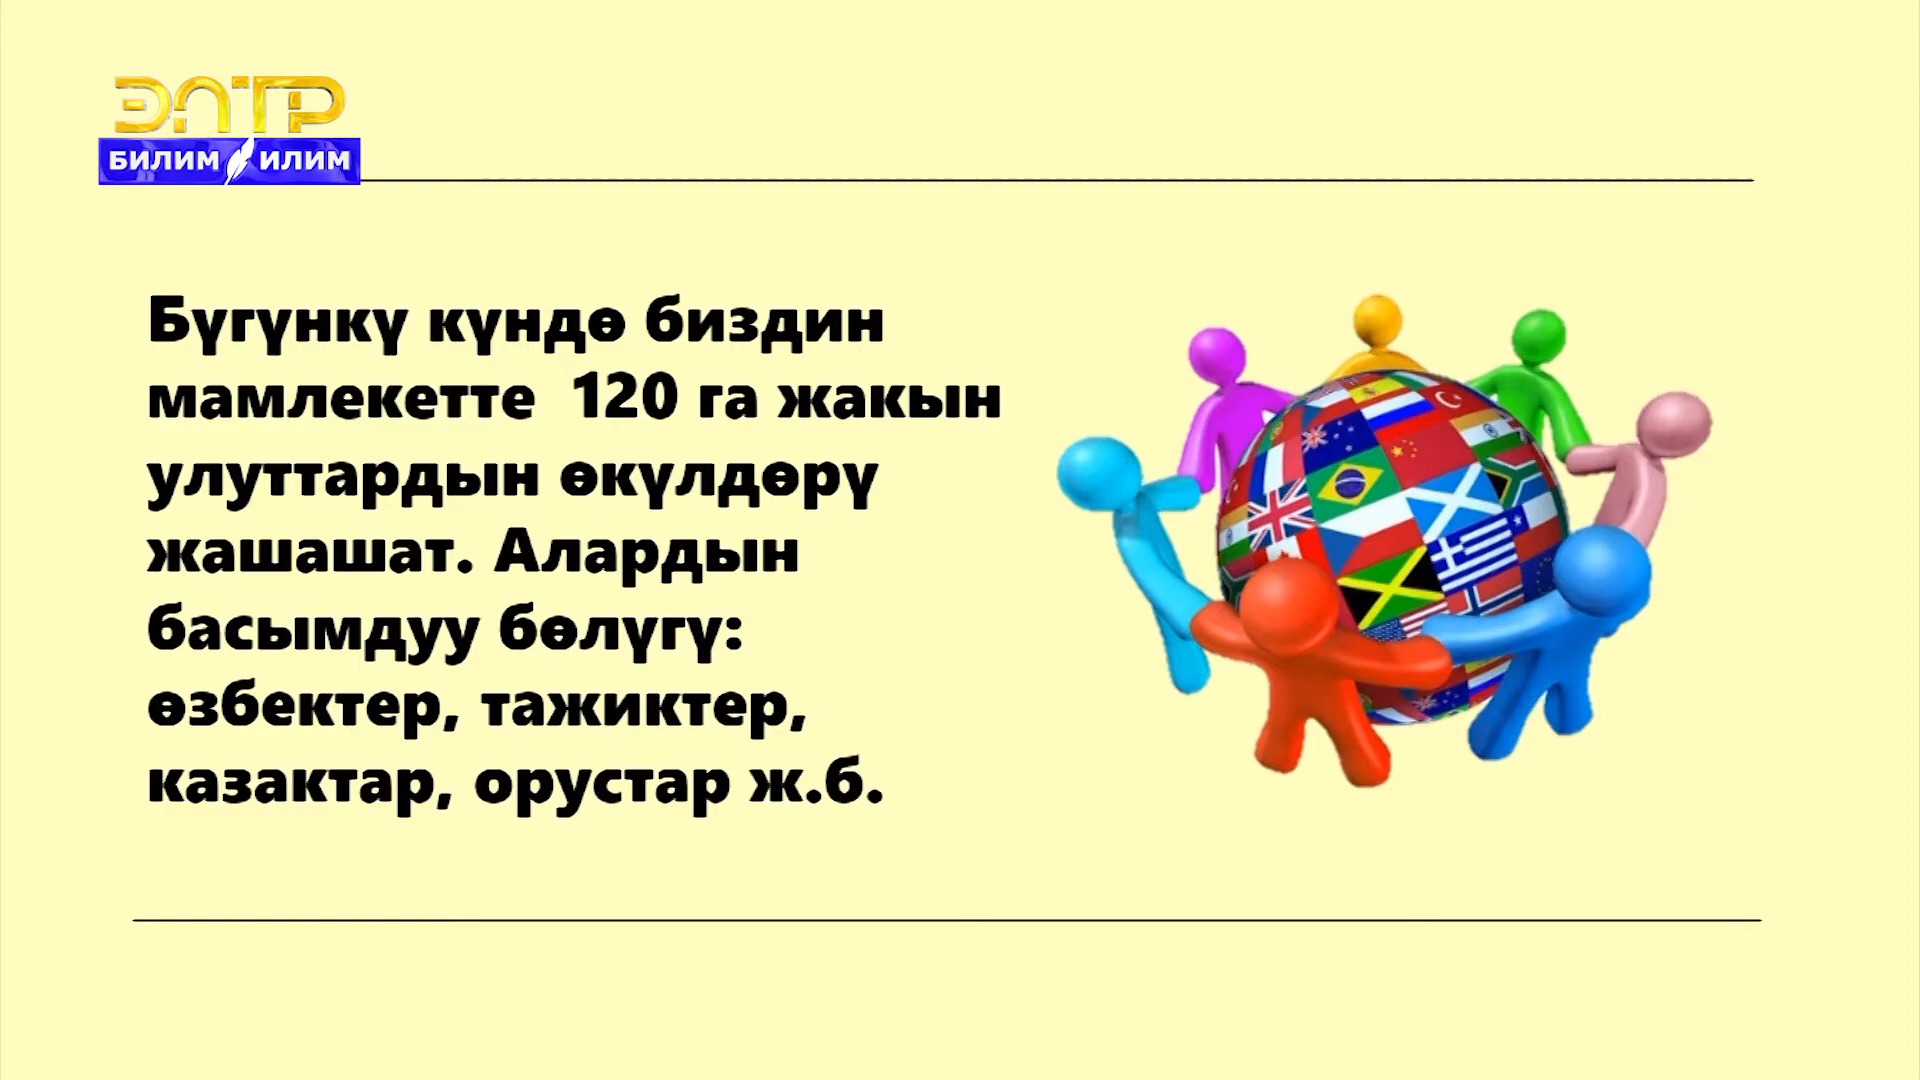 ЭЛТР
БИЛИМ ИЛИМ
Бүгүнкү күндө биздин
мамлекетте 120 га жакын
улуттардын өкүлдөрү
жашашат. Алардын
басымдуу бөлүгү:
өзбектер, тажиктер,
казактар, орустар ж.б.